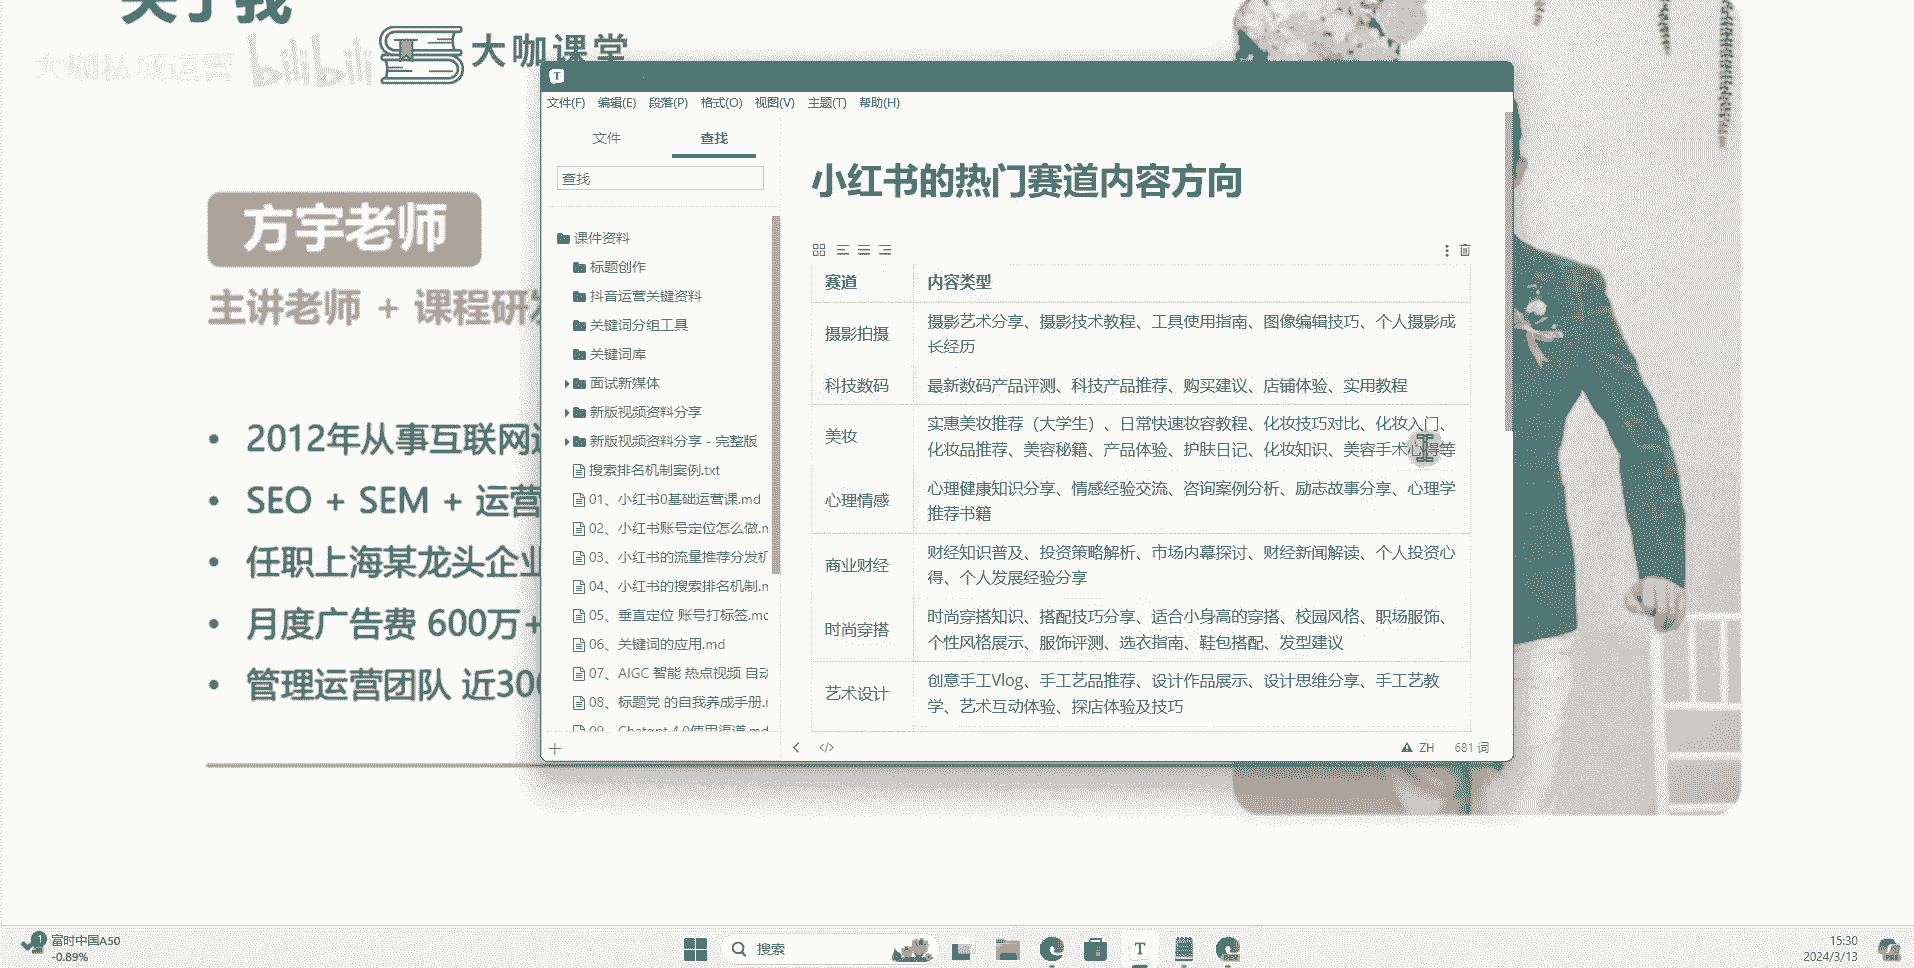 关于我
大咖私域运营 bilibili
大咖课堂
方宇老师
主讲老师 + 课程研发
2012年从事互联网
SEO + SEM + 运营
任职上海某龙头企业
月度广告费 600万+
管理运营团队 近300
文件(F) 编辑(E) 段落(P) 格式(O) 视图(V) 主题(T) 帮助(H)
文件 查找
查找
课件资料
标题创作
抖音运营关键资料
关键词分组工具
关键词库
面试新媒体
新版视频资料分享
新版视频资料分享 - 完整版
搜索排名机制案例.txt
01、小红书0基础运营课.md
02、小红书账号定位怎么做.m
03、小红书的流量推荐分发机
04、小红书的搜索排名机制.m
05、垂直定位 账号打标签.mc
06、关键词的应用.md
07、AIGC 智能 热点视频 自动
08、标题党 的自我养成手册.r
09、Chatgpt 4.0使用渠道.md
小红书的热门赛道内容方向
赛道 内容类型
摄影拍摄 摄影艺术分享、摄影技术教程、工具使用指南、图像编辑技巧、个人摄影成
长经历
科技数码 最新数码产品评测、科技产品推荐、购买建议、店铺体验、实用教程
美妆 实惠美妆推荐（大学生）、日常快速妆容教程、化妆技巧对比、化妆入门、
化妆品推荐、美容秘籍、产品体验、护肤日记、化妆知识、美容手术心得等
心理情感 心理健康知识分享、情感经验交流、咨询案例分析、励志故事分享、心理学
推荐书籍
商业财经 财经知识普及、投资策略解析、市场内幕探讨、财经新闻解读、个人投资心
得、个人发展经验分享
时尚穿搭 时尚穿搭知识、搭配技巧分享、适合小身高的穿搭、校园风格、职场服饰、
个性风格展示、服饰评测、选衣指南、鞋包搭配、发型建议
艺术设计 创意手工Vlog、手工艺品推荐、设计作品展示、设计思维分享、手工艺教
学、艺术互动体验、探店体验及技巧
ZH 681 词
富时中国A50
-0.89%
搜索
15:30
2024/3/13